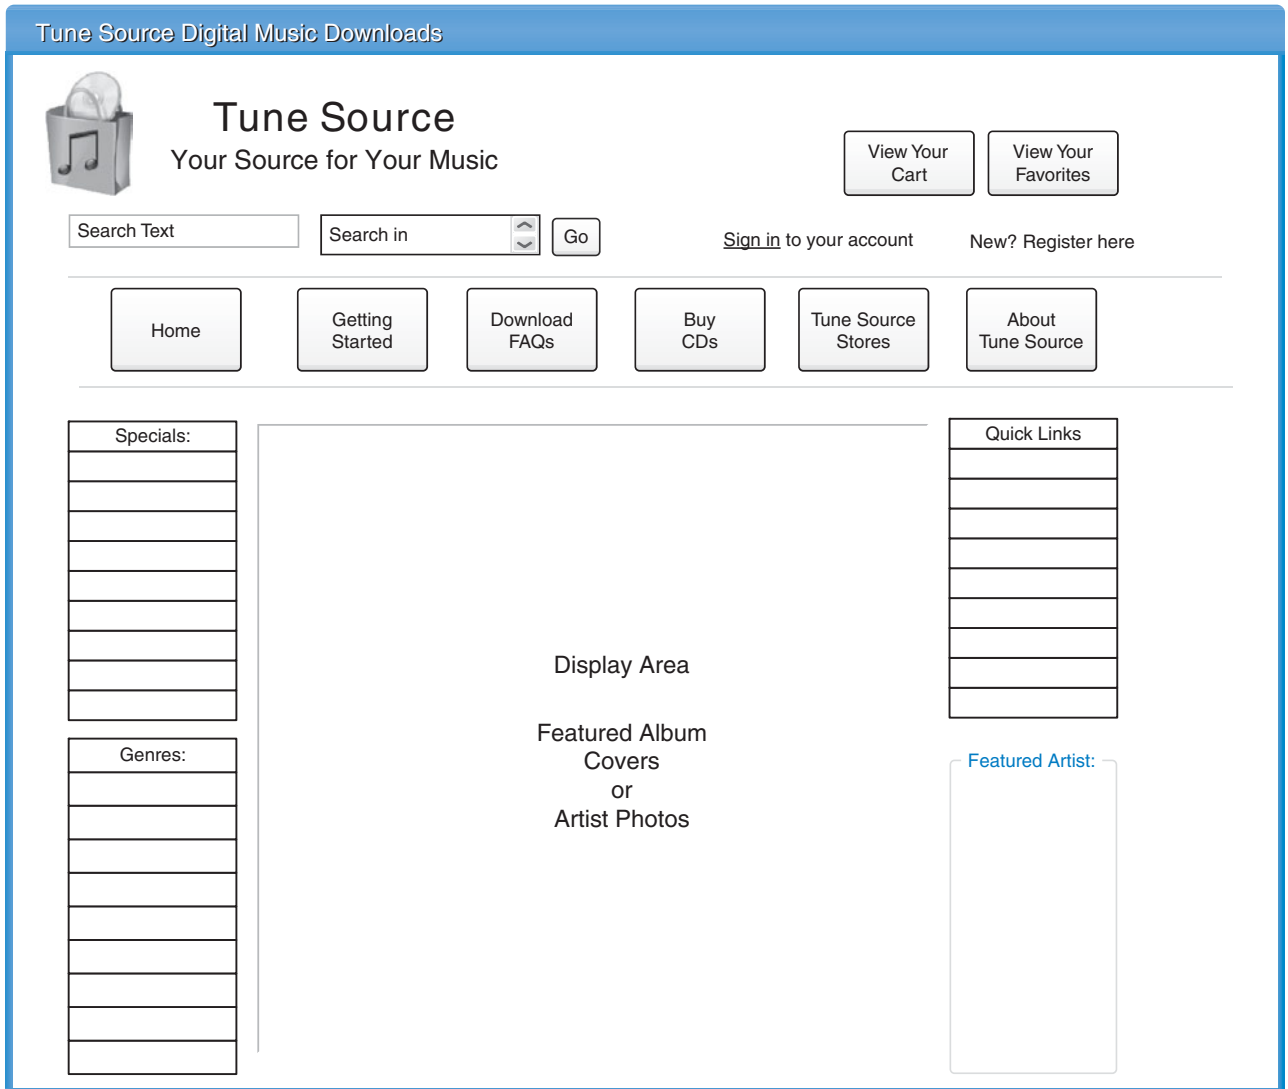 Tune Source Digital Music Downloads
Tune Source
Your Source for Your Music
View Your
Cart
View Your
Favorites
Search Text
Search in
Go
Sign in to your account
New? Register here
Home
Getting
Started
Download
FAQs
Buy
CDs
Tune Source
Stores
About
Tune Source
Specials:
Genres:
Display Area
Featured Album
Covers
or
Artist Photos
Quick Links
Featured Artist: